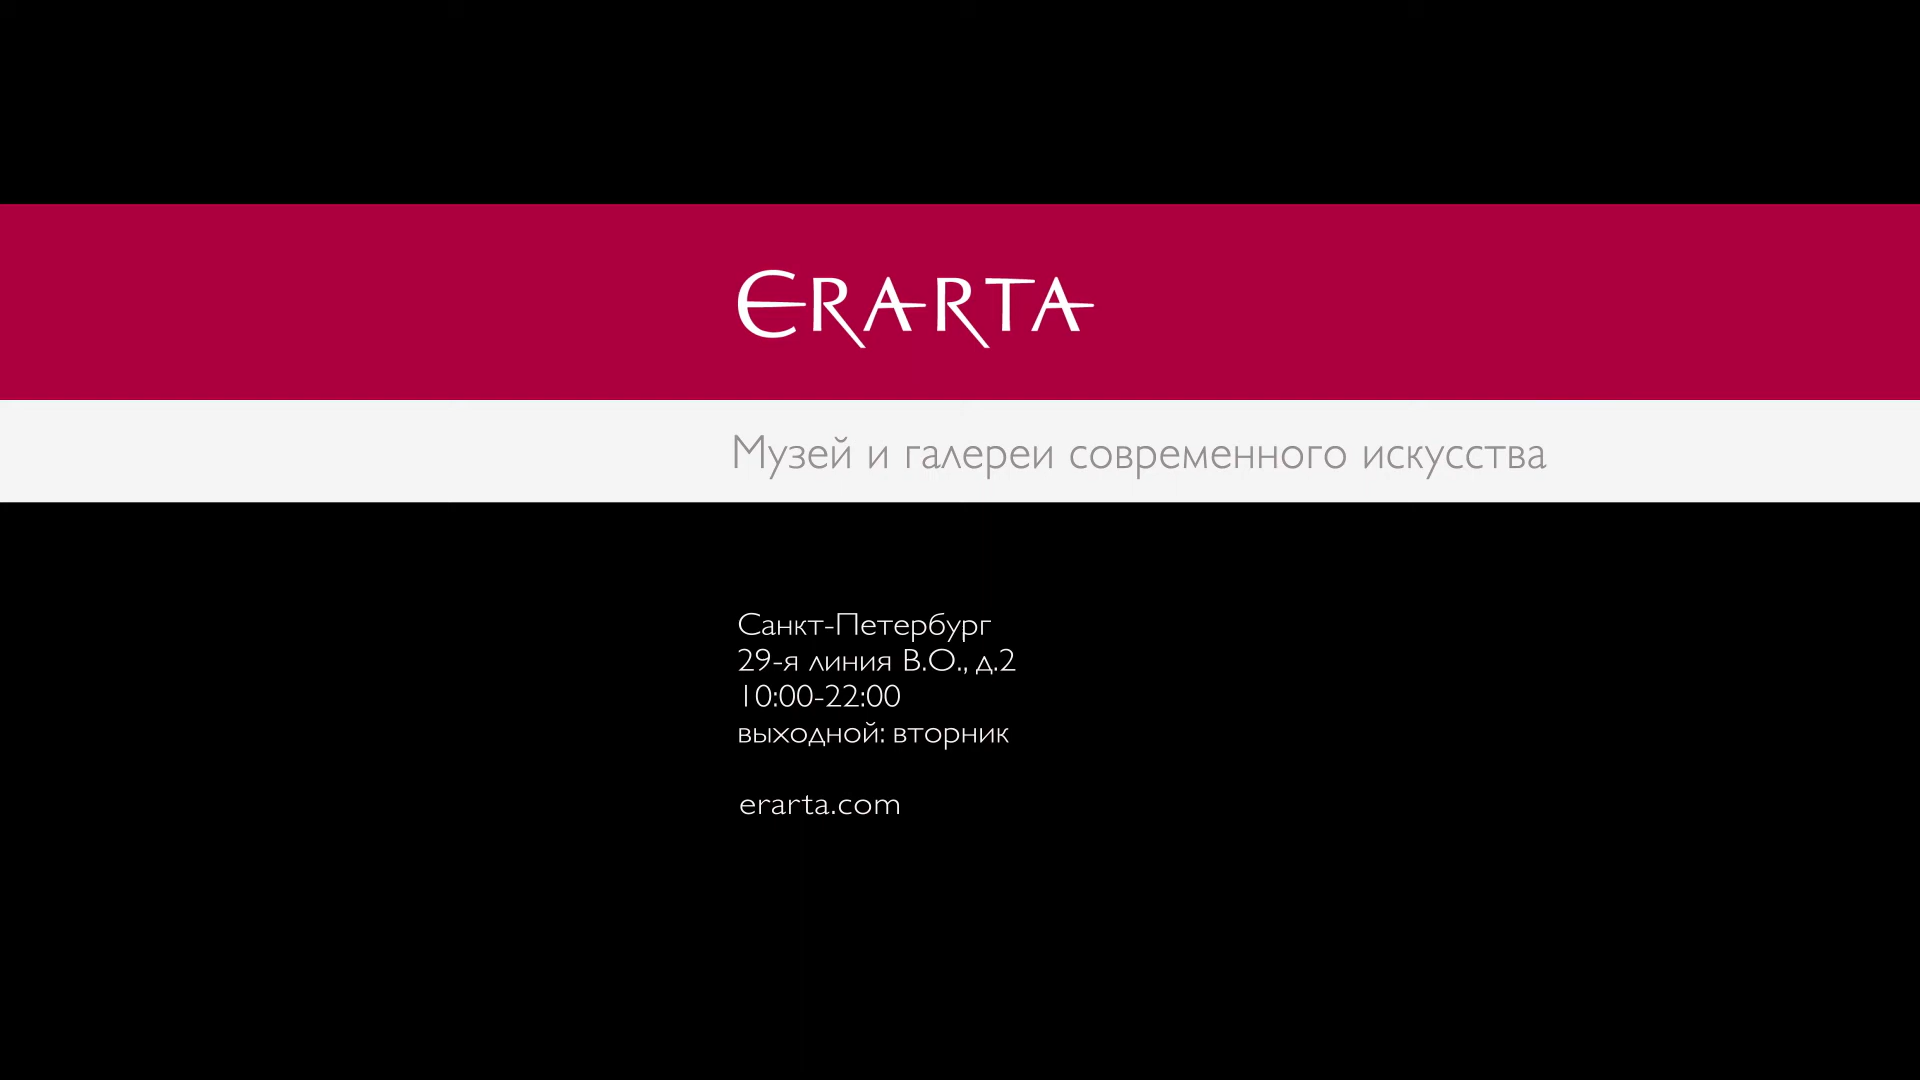 ERARTA
Музей и галереи современного искусства
Санкт-Петербург
29-я линия В.О., д.2
10:00-22:00
выходной: вторник
erarta.com